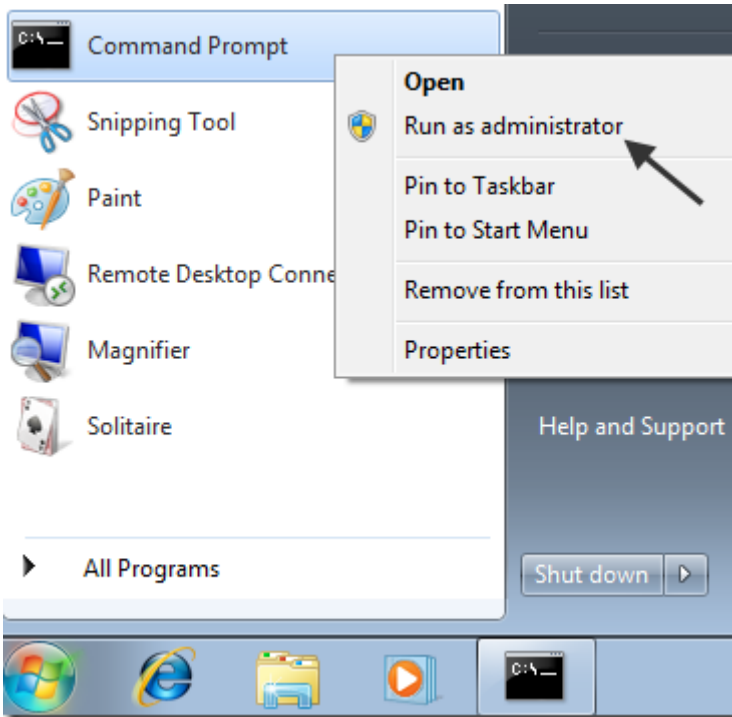 Command Prompt
Open
Snipping Tool
Run as administrator
Paint
Pin to Taskbar
Pin to Start Menu
Remote Desktop Conne
Remove from this list
Magnifier
Properties
Solitaire
Help and Support
All Programs
Shut down